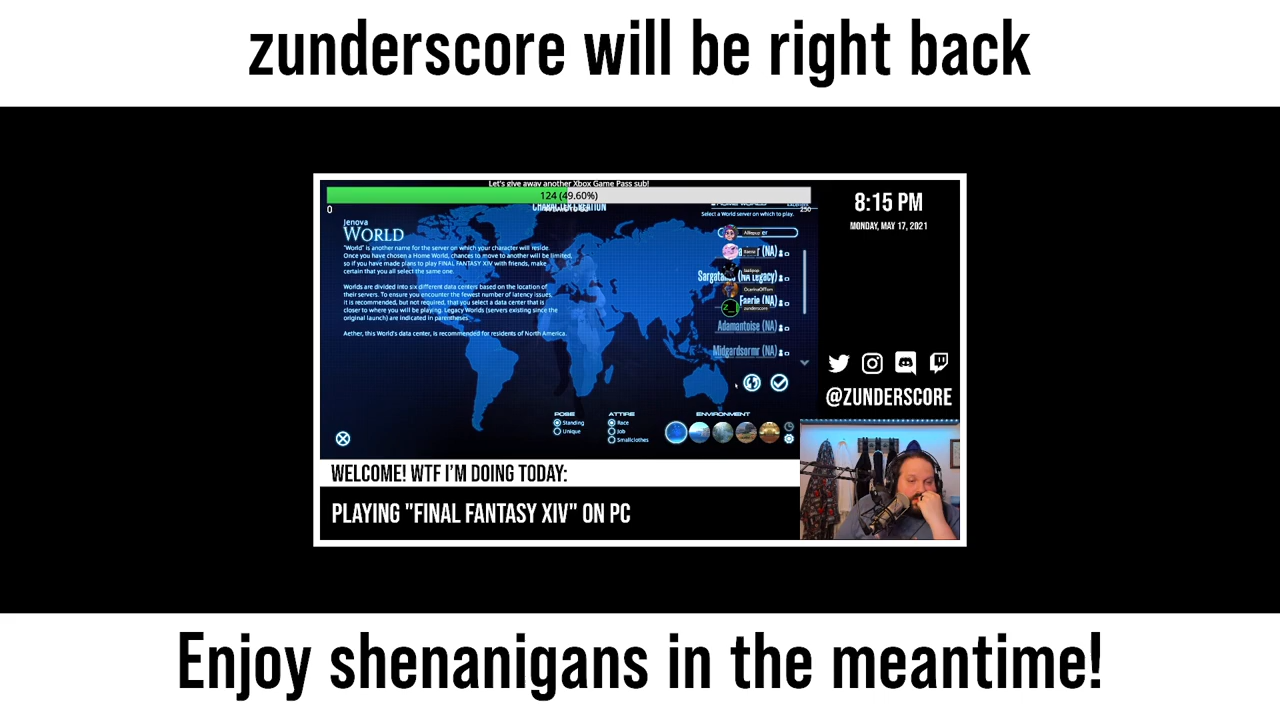 zunderscore will be right back
Let's give away another Xbox Game Pass sub!
124 (49.60%)
0
250
CHARACTER CREATION
Select a World server on which to play.
Jenova
WORLD
"World" is another name for the server on which your character will reside.
Once you have chosen a Home World, chances to move to another will be limited,
so if you have made plans to play FINAL FANTASY XIV with friends, make
certain that you all select the same one.
Worlds are divided into six different data centers based on the location of
their servers. To ensure you encounter the fewest number of latency issues,
it is recommended, but not required, that you select a data center that is
closer to where you will be playing. Legacy Worlds (servers existing since the
original launch) are indicated in parentheses.
Aether, this World's data center, is recommended for residents of North America.
(NA)
(NA Legacy)
Faerie (NA)
zunderscore
Adamantoise (NA)
Midgardsormr (NA)
POSE
Standing
Unique
ATTIRE
Race
Job
Smallclothes
ENVIRONMENT
8:15 PM
MONDAY, MAY 17, 2021
@ZUNDERSCORE
WELCOME! WTF I'M DOING TODAY:
PLAYING "FINAL FANTASY XIV" ON PC
Enjoy shenanigans in the meantime!